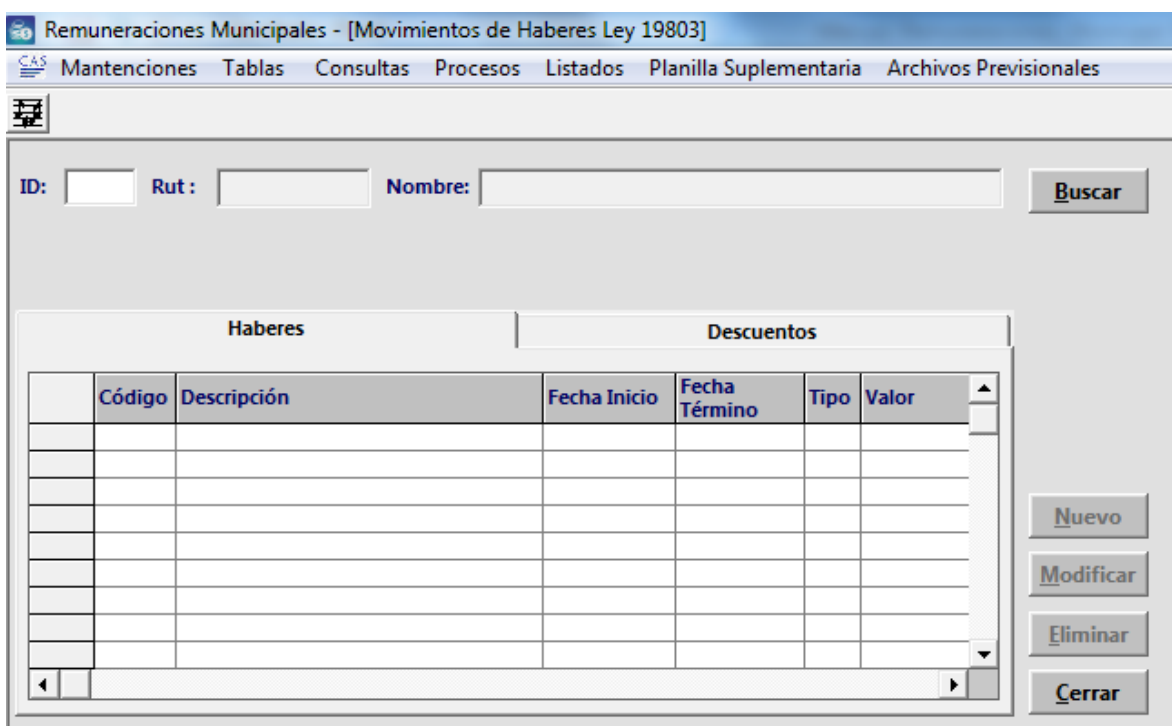 Remuneraciones Municipales - [Movimientos de Haberes Ley 19803]
CAS Mantenciones Tablas Consultas Procesos Listados Planilla Suplementaria Archivos Previsionales
ID: Rut : Nombre: Buscar
Haberes Descuentos
Código Descripción Fecha Inicio Fecha Término Tipo Valor
Nuevo
Modificar
Eliminar
Cerrar